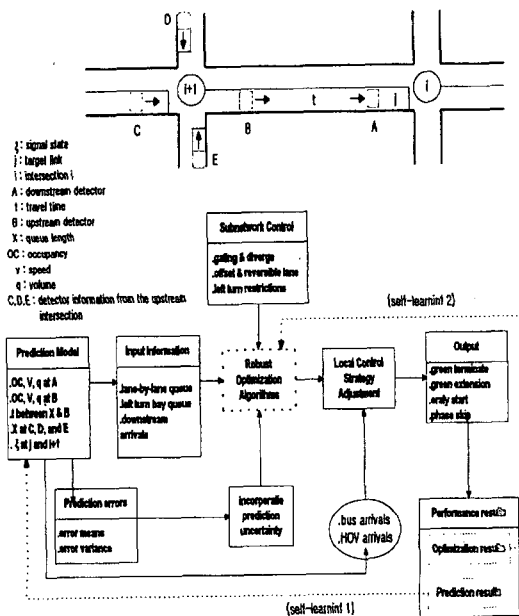 D
i+1
i
C
B
t
A
j
E
ξ : signal state
j : target link
i : intersection i
A : downstream detector
t : travel time
B : upstream detector
X : queue length
OC : occupancy
v : speed
q : volume
C,D,E : detector information from the upstream
intersection
Subnetwork Control
.gating & diverge
.offset & reversible lane
.left turn restrictions
(self-learnint 2)
Prediction Model
.OC, V, q at A
.OC, V, q at B
.t between X & B
.X at C, D, and E
.ξ at j and i+1
Input Information
.lane-by-lane queue
.left turn bay queue
.downstream
arrivals
Robust
Optimization
Algorithms
Local Control
Strategy
Adjustment
Output
.green terminate
.green extension
.early start
.phase skip
Prediction errors
.error means
.error variance
incorporate
prediction
uncertainty
.bus arrivals
.HOV arrivals
Performance results
Optimization results
Prediction results
(self-learnint 1)